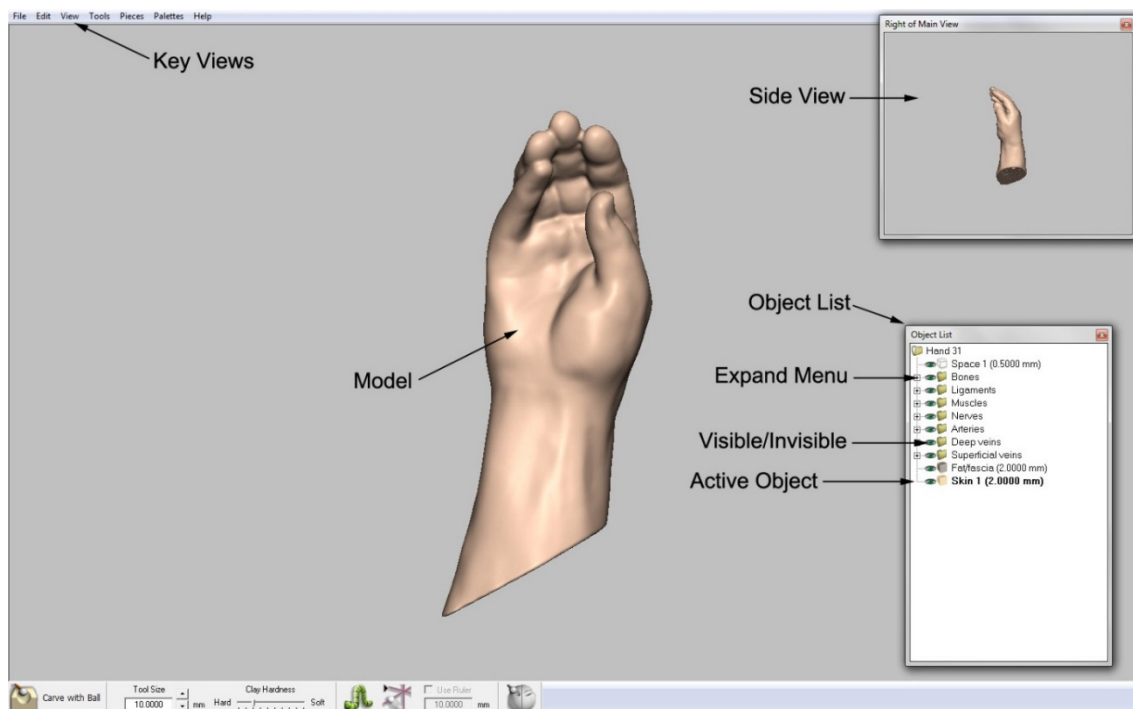 File Edit View Tools Pieces Palettes Help
Key Views
Right of Main View
Side View
Model
Object List
Expand Menu
Visible/Invisible
Active Object
Object List
Hand 31
Space 1 (0.5000 mm)
Bones
Ligaments
Muscles
Nerves
Arteries
Deep veins
Superficial veins
Fat/fascia (2.0000 mm)
Skin 1 (2.0000 mm)
Carve with Ball
Tool Size
10.0000 mm
Clay Hardness
Hard Soft
Use Ruler
10.0000 mm